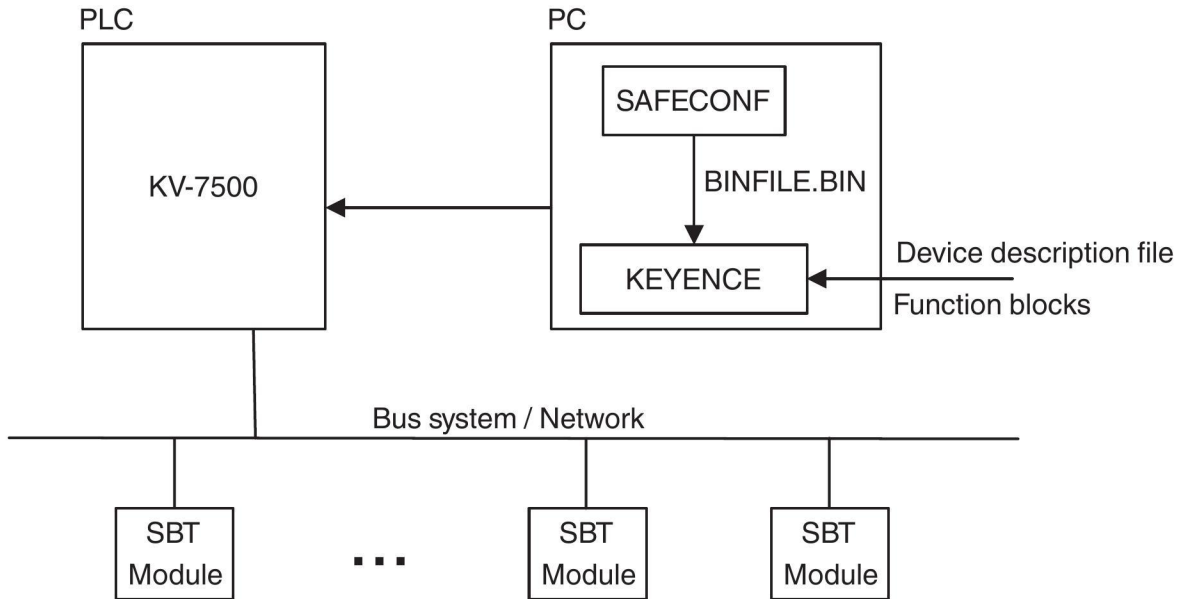 PLC
PC
SAFECONF
KV-7500
BINFILE.BIN
Device description file
KEYENCE
Function blocks
Bus system / Network
SBT
Module
...
SBT
Module
SBT
Module